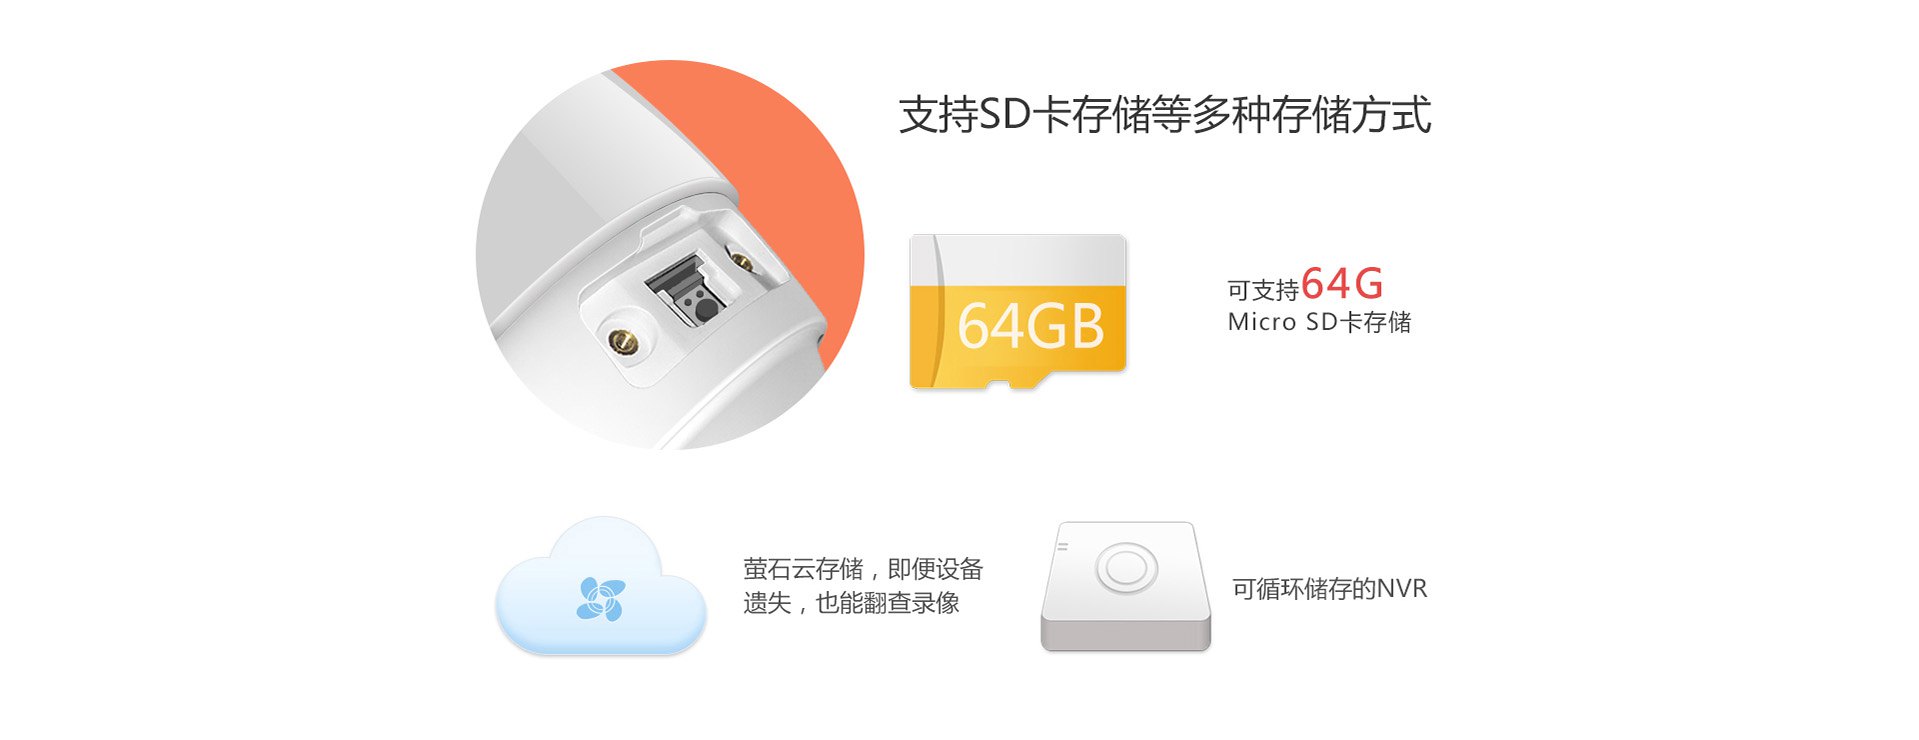 支持SD卡存储等多种存储方式
64GB
可支持64G
Micro SD卡存储
萤石云存储，即便设备
遗失，也能翻查录像
可循环储存的NVR